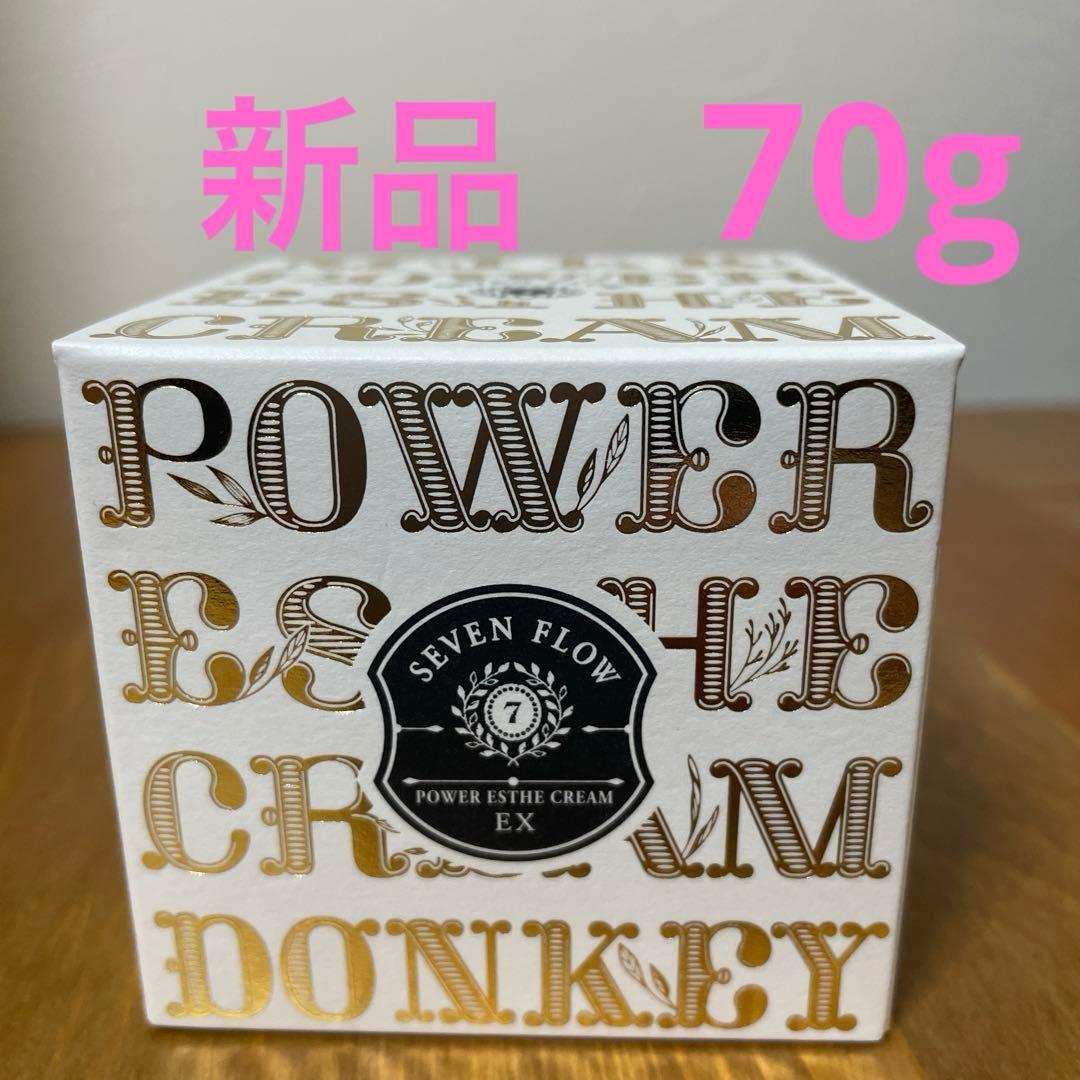 新品 70g
CREAM
POWER
ESTHE
CREAM
DONKEY
SEVEN FLOW
7
POWER ESTHE CREAM
EX